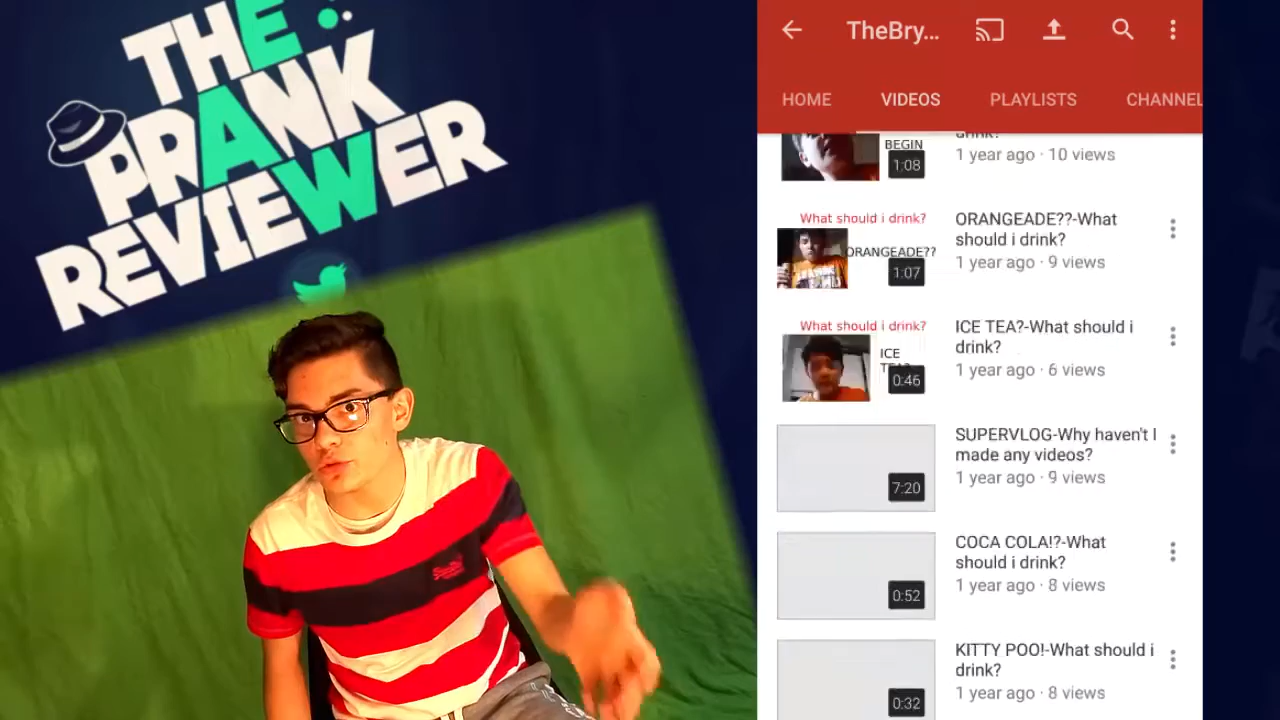 THE
PRANK
REVIEWER
TheBry...
HOME
VIDEOS
PLAYLISTS
CHANNEL
BEGIN
1:08
drink?
1 year ago · 10 views
What should i drink?
ORANGEADE??
1:07
ORANGEADE??-What
should i drink?
1 year ago · 9 views
What should i drink?
ICE
TEA?
0:46
ICE TEA?-What should i
drink?
1 year ago · 6 views
7:20
SUPERVLOG-Why haven't I
made any videos?
1 year ago · 9 views
0:52
COCA COLA!?-What
should i drink?
1 year ago · 8 views
0:32
KITTY POO!-What should i
drink?
1 year ago · 8 views